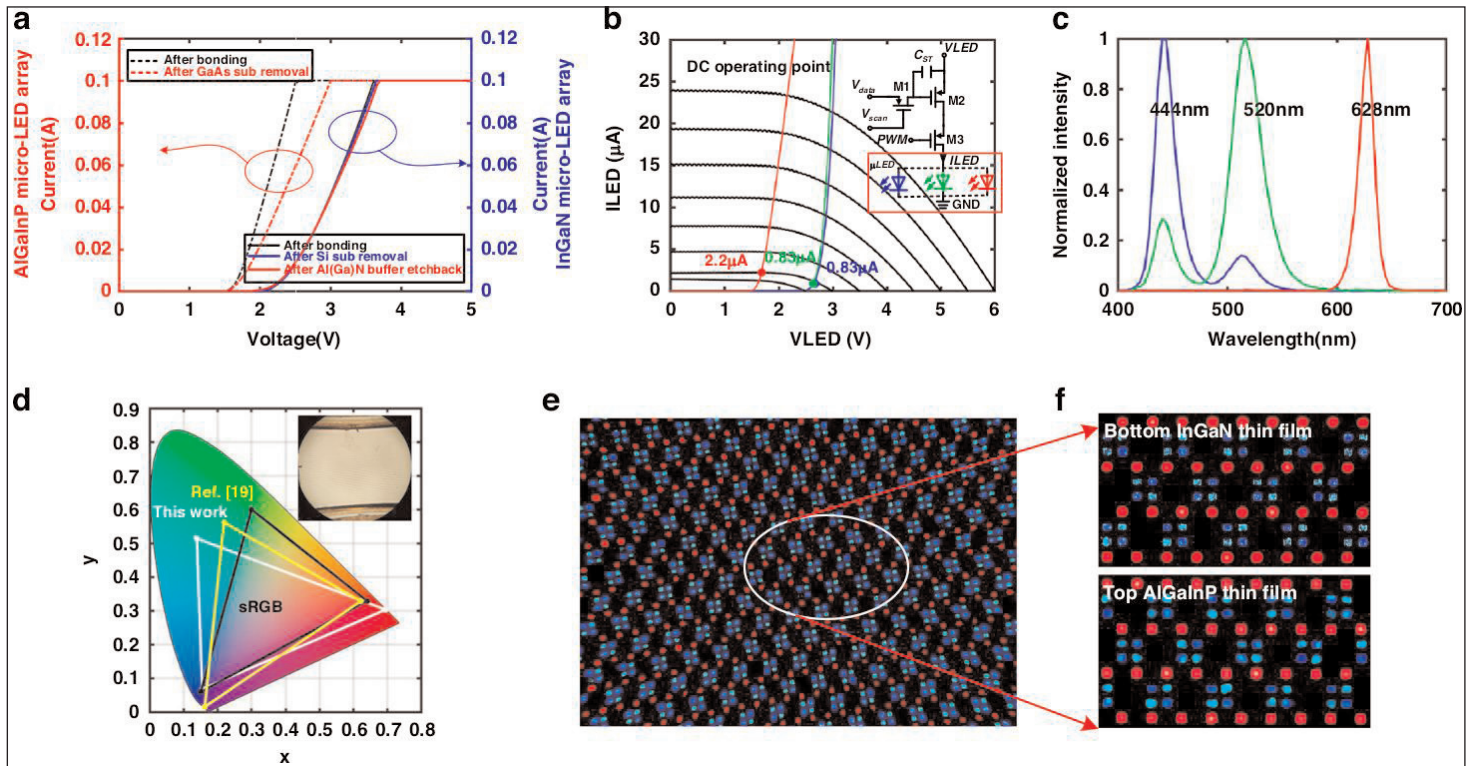 a
AlGaInP micro-LED array
Current(A)
0.12
0.1
0.08
0.06
0.04
0.02
0
After bonding
After GaAs sub removal
After bonding
After Si sub removal
After Al(Ga)N buffer etchback
0.12
0.1
0.08
0.06
0.04
0.02
0
Current(A)
InGaN micro-LED array
0 1 2 3 4 5
Voltage(V)
b
ILED (μA)
30
25
20
15
10
5
0
DC operating point
VLED
CST
M1
Vdata
M2
Vscan
PWM
M3
ILED
μLED
GND
2.2μA
0.83μA
0.83μA
0 1 2 3 4 5 6
VLED (V)
c
Normalized intensity
1
0.8
0.6
0.4
0.2
0
444nm 520nm 628nm
400 500 600 700
Wavelength(nm)
d
y
0.9
0.8
0.7
0.6
0.5
0.4
0.3
0.2
0.1
0
Ref. [19]
This work
sRGB
0 0.1 0.2 0.3 0.4 0.5 0.6 0.7 0.8
x
e
f
Bottom InGaN thin film
Top AlGaInP thin film